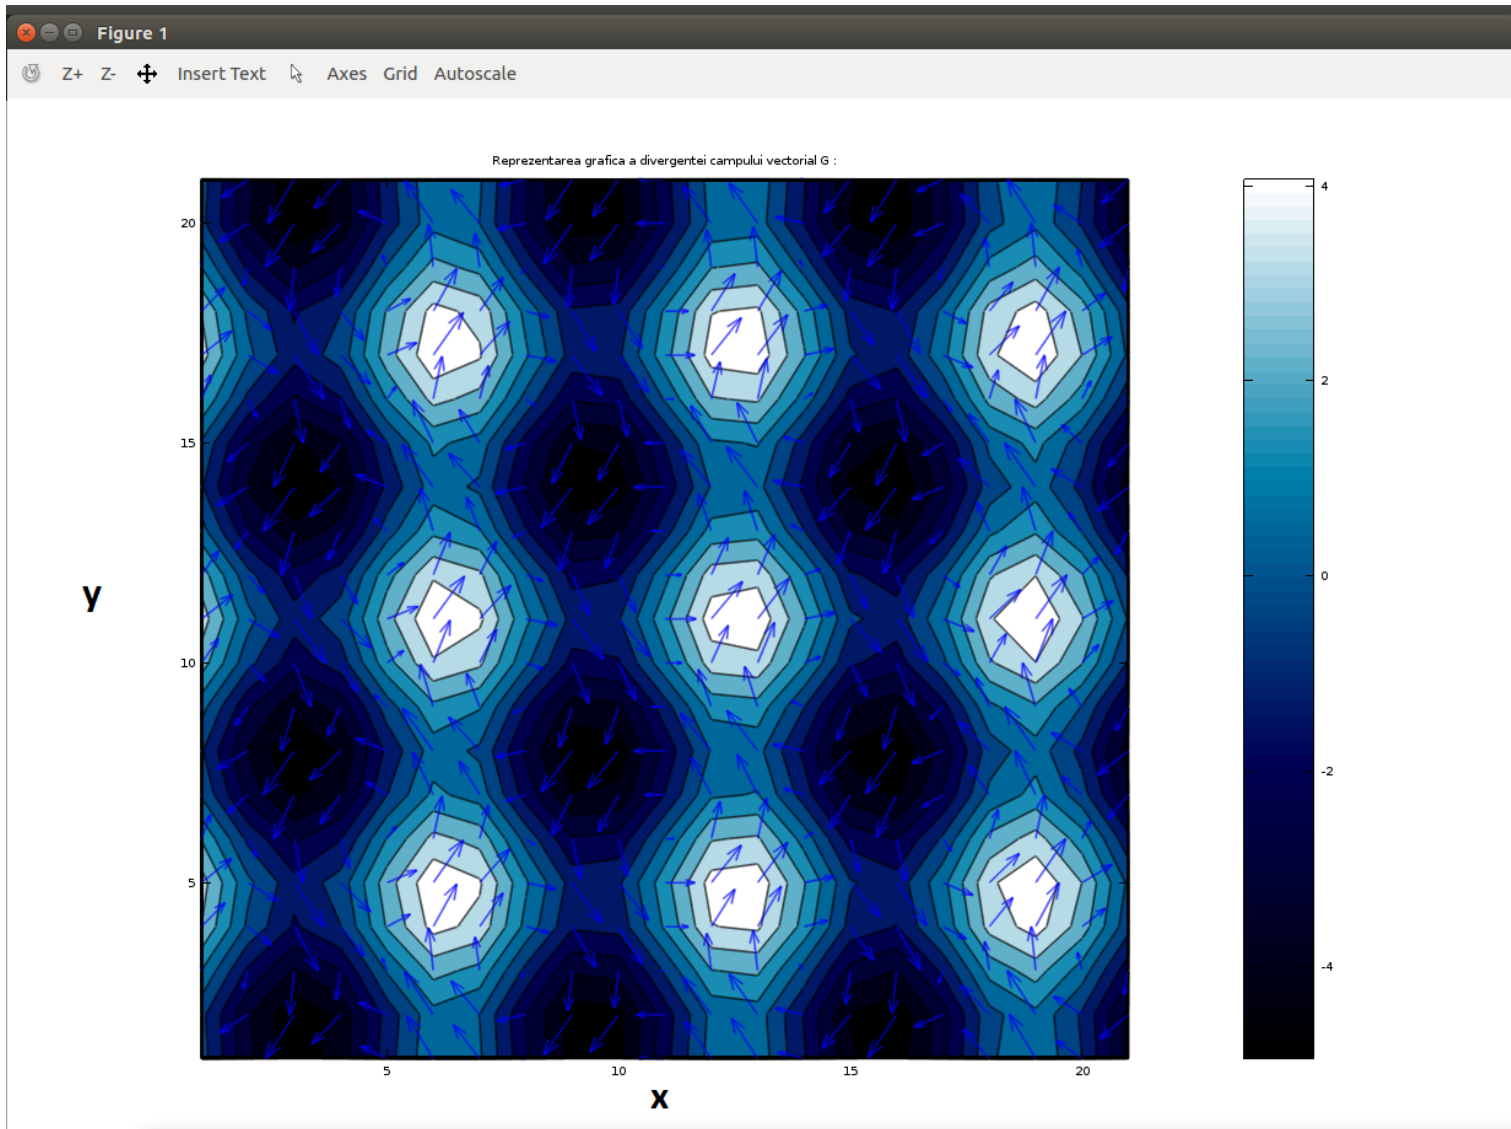 Figure 1
Z+ Z- Insert Text Axes Grid Autoscale
Reprezentarea grafica a divergentei campului vectorial G :
20
15
10
5
y
5 10 15 20
x
4
2
0
-2
-4